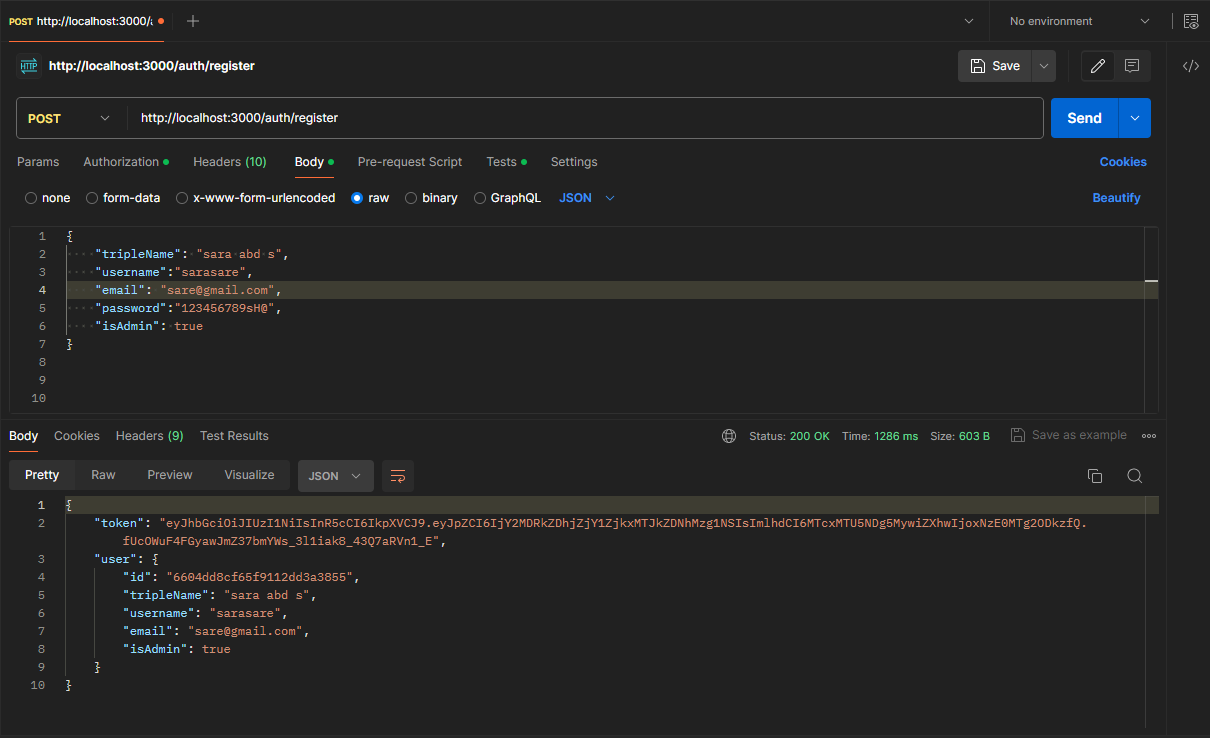 POST http://localhost:3000/a
No environment
HTTP http://localhost:3000/auth/register
Save
POST http://localhost:3000/auth/register
Send
Params Authorization Headers (10) Body Pre-request Script Tests Settings Cookies
none form-data x-www-form-urlencoded raw binary GraphQL JSON Beautify
1 {
2 "tripleName": "sara abd s",
3 "username":"sarasare",
4 "email": "sare@gmail.com",
5 "password":"123456789sH@",
6 "isAdmin": true
7 }
8
9
10
Body Cookies Headers (9) Test Results Status: 200 OK Time: 1286 ms Size: 603 B Save as example
Pretty Raw Preview Visualize JSON
1 {
2 "token": "eyJhbGciOiJIUzI1NiIsInR5cCI6IkpXVCJ9.eyJpZCI6IjY2MDRkZDhjZjY1ZjkxMTJkZDNhMzg1NSIsImlhdCI6MTcxMTU5NDg5MywiZXhwIjoxNzE0MTg2ODkzfQ.
fUcOWuF4FGyawJmZ37bmYWs_3l1iak8_43Q7aRVn1_E",
3 "user": {
4 "id": "6604dd8cf65f9112dd3a3855",
5 "tripleName": "sara abd s",
6 "username": "sarasare",
7 "email": "sare@gmail.com",
8 "isAdmin": true
9 }
10 }